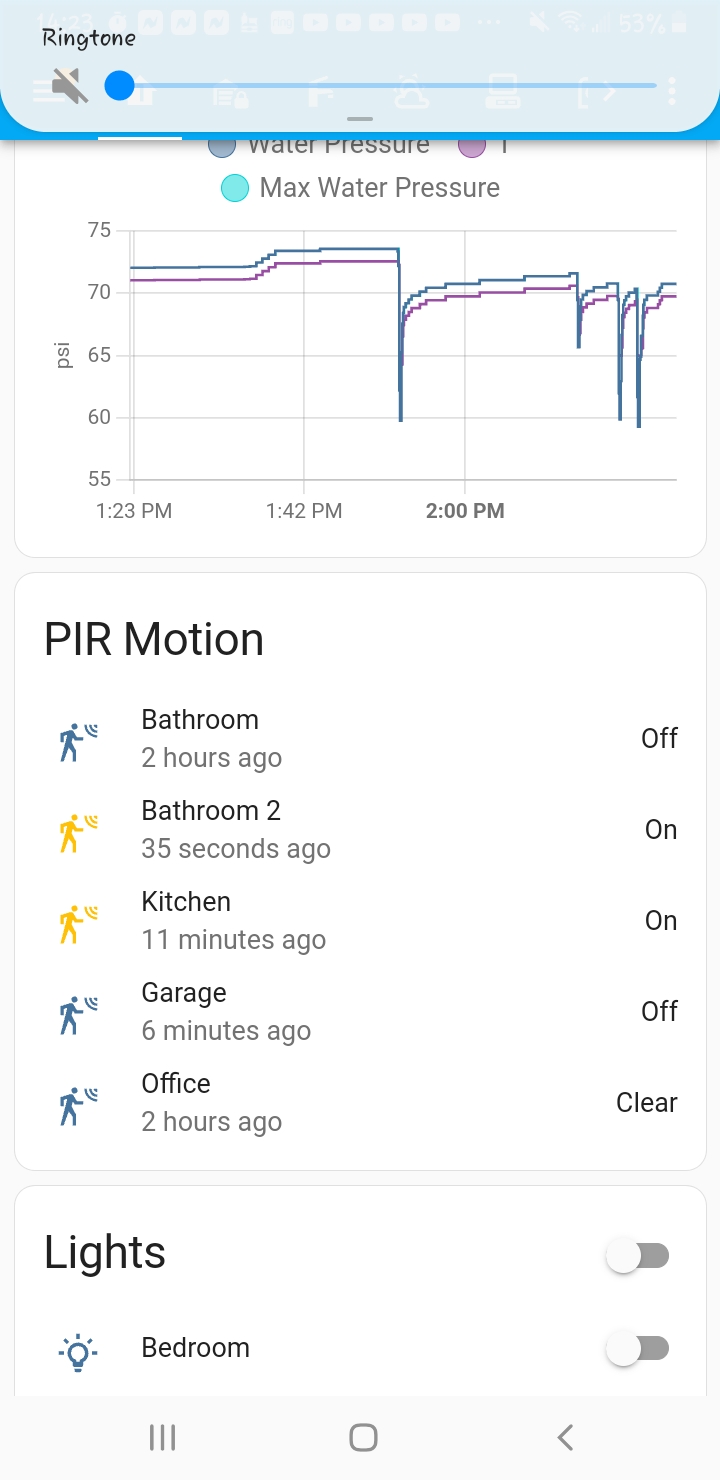 14:23 53%
Ringtone
Water Pressure 1
Max Water Pressure
75
70
psi
65
60
55
1:23 PM 1:42 PM 2:00 PM
PIR Motion
Bathroom
2 hours ago
Off
Bathroom 2
35 seconds ago
On
Kitchen
11 minutes ago
On
Garage
6 minutes ago
Off
Office
2 hours ago
Clear
Lights
Bedroom